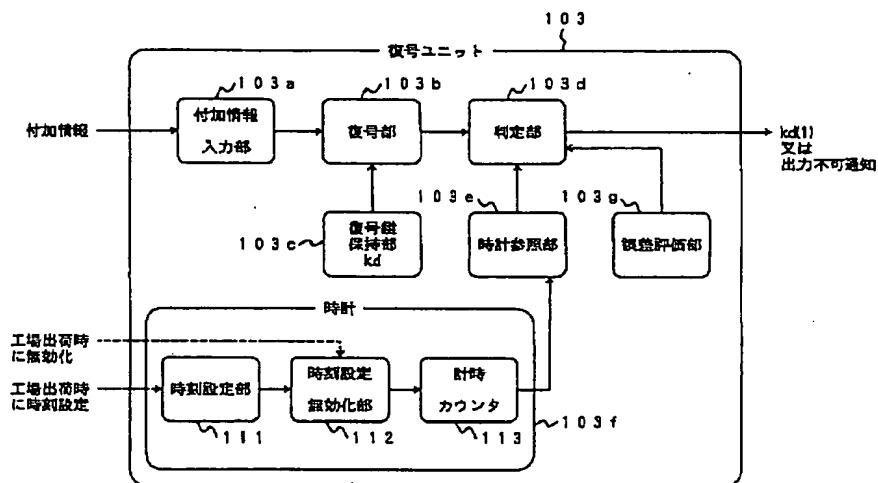 103
復号ユニット
103a
103b
103d
付加情報
付加情報
入力部
復号部
判定部
kd(1)
又は
出力不可通知
103c
復号鍵
保持部
kd
103e
時計参照部
103g
誤差評価部
時計
工場出荷時
に無効化
工場出荷時
に時刻設定
時刻設定部
時刻設定
無効化部
計時
カウンタ
111
112
113
103f